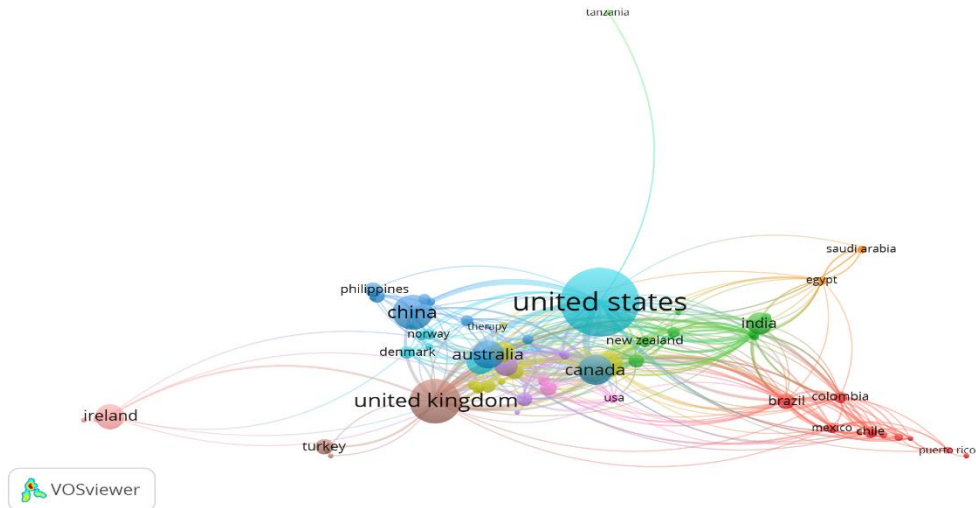 tanzania
saudi arabia
egypt
philippines
united states
china
india
norway
therapy
new zealand
denmark
australia
canada
united kingdom
usa
brazil
colombia
ireland
mexico
chile
turkey
puerto rico
VOSviewer